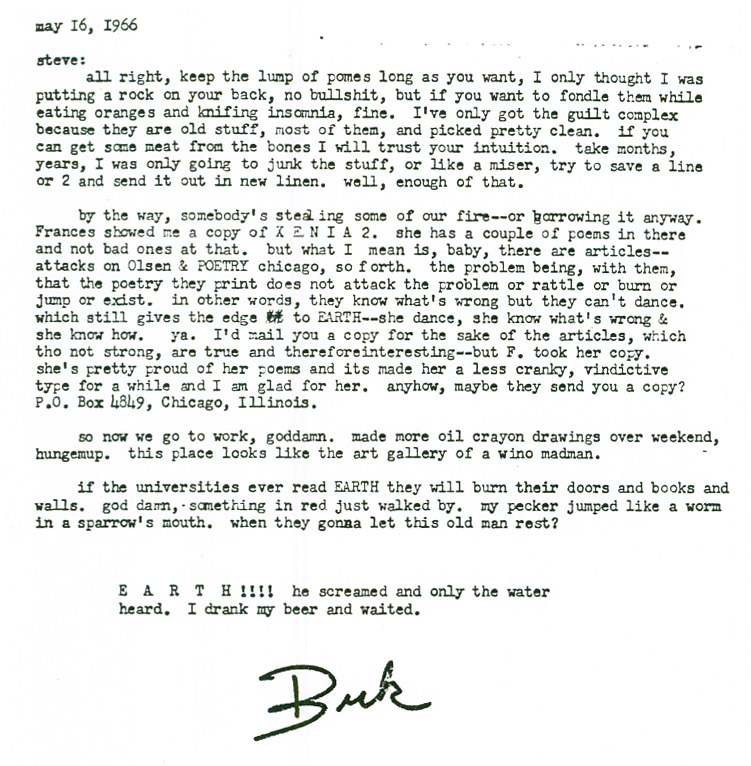 may 16, 1966
steve:
all right, keep the lump of pomes long as you want, I only thought I was
putting a rock on your back, no bullshit, but if you want to fondle them while
eating oranges and knifing insomnia, fine. I've only got the guilt complex
because they are old stuff, most of them, and picked pretty clean. if you
can get some meat from the bones I will trust your intuition. take months,
years, I was only going to junk the stuff, or like a miser, try to save a line
or 2 and send it out in new linen. well, enough of that.
by the way, somebody's stealing some of our fire--or borrowing it anyway.
Frances showed me a copy of X E N I A 2. she has a couple of poems in there
and not bad ones at that. but what I mean is, baby, there are articles--
attacks on Olsen & POETRY chicago, so forth. the problem being, with them,
that the poetry they print does not attack the problem or rattle or burn or
jump or exist. in other words, they know what's wrong but they can't dance.
which still gives the edge to EARTH--she dance, she know what's wrong &
she know how. ya. I'd mail you a copy for the sake of the articles, which
tho not strong, are true and thereforeinteresting--but F. took her copy.
she's pretty proud of her poems and its made her a less cranky, vindictive
type for a while and I am glad for her. anyhow, maybe they send you a copy?
P.O. Box 4849, Chicago, Illinois.
so now we go to work, goddamn. made more oil crayon drawings over weekend,
hungemup. this place looks like the art gallery of a wino madman.
if the universities ever read EARTH they will burn their doors and books and
walls. god damn, something in red just walked by. my pecker jumped like a worm
in a sparrow's mouth. when they gonna let this old man rest?
E A R T H !!!! he screamed and only the water
heard. I drank my beer and waited.
Buk